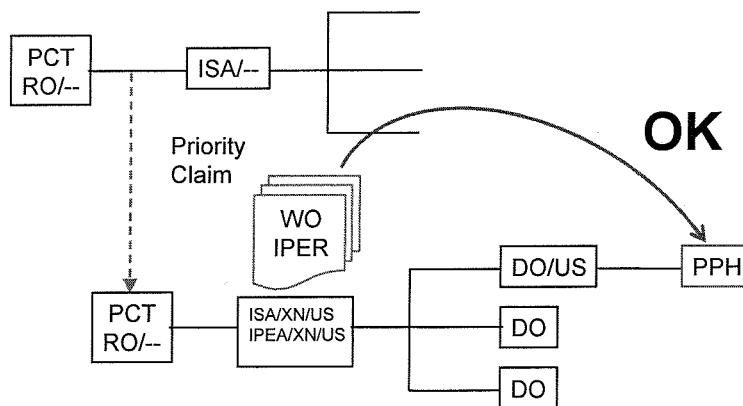 PCT
RO/--
ISA/--
OK
Priority
Claim
WO
IPER
DO/US
PPH
PCT
RO/--
ISA/XN/US
IPEA/XN/US
DO
DO